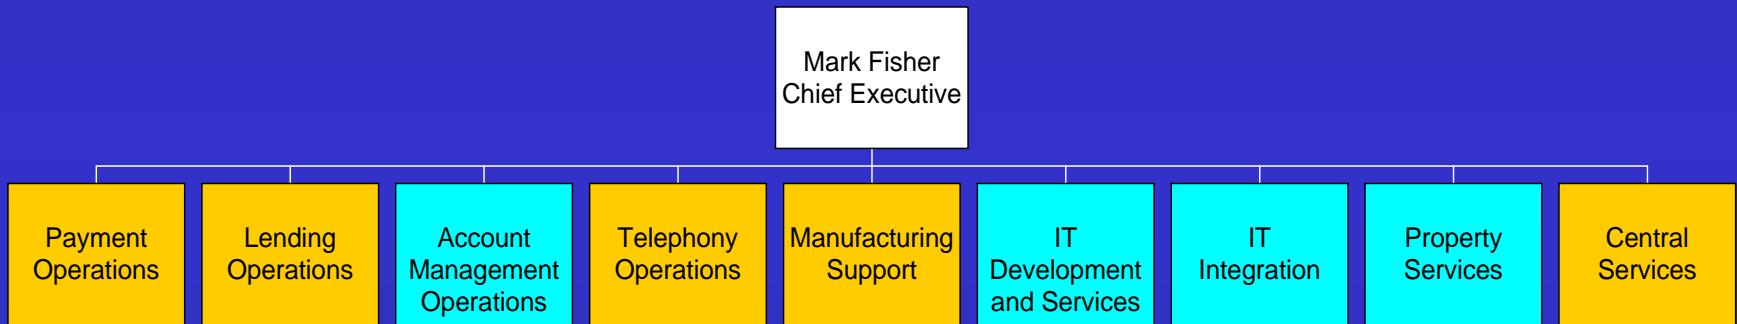 Mark Fisher
Chief Executive
Payment
Operations
Lending
Operations
Account
Management
Operations
Telephony
Operations
Manufacturing
Support
IT
Development
and Services
IT
Integration
Property
Services
Central
Services